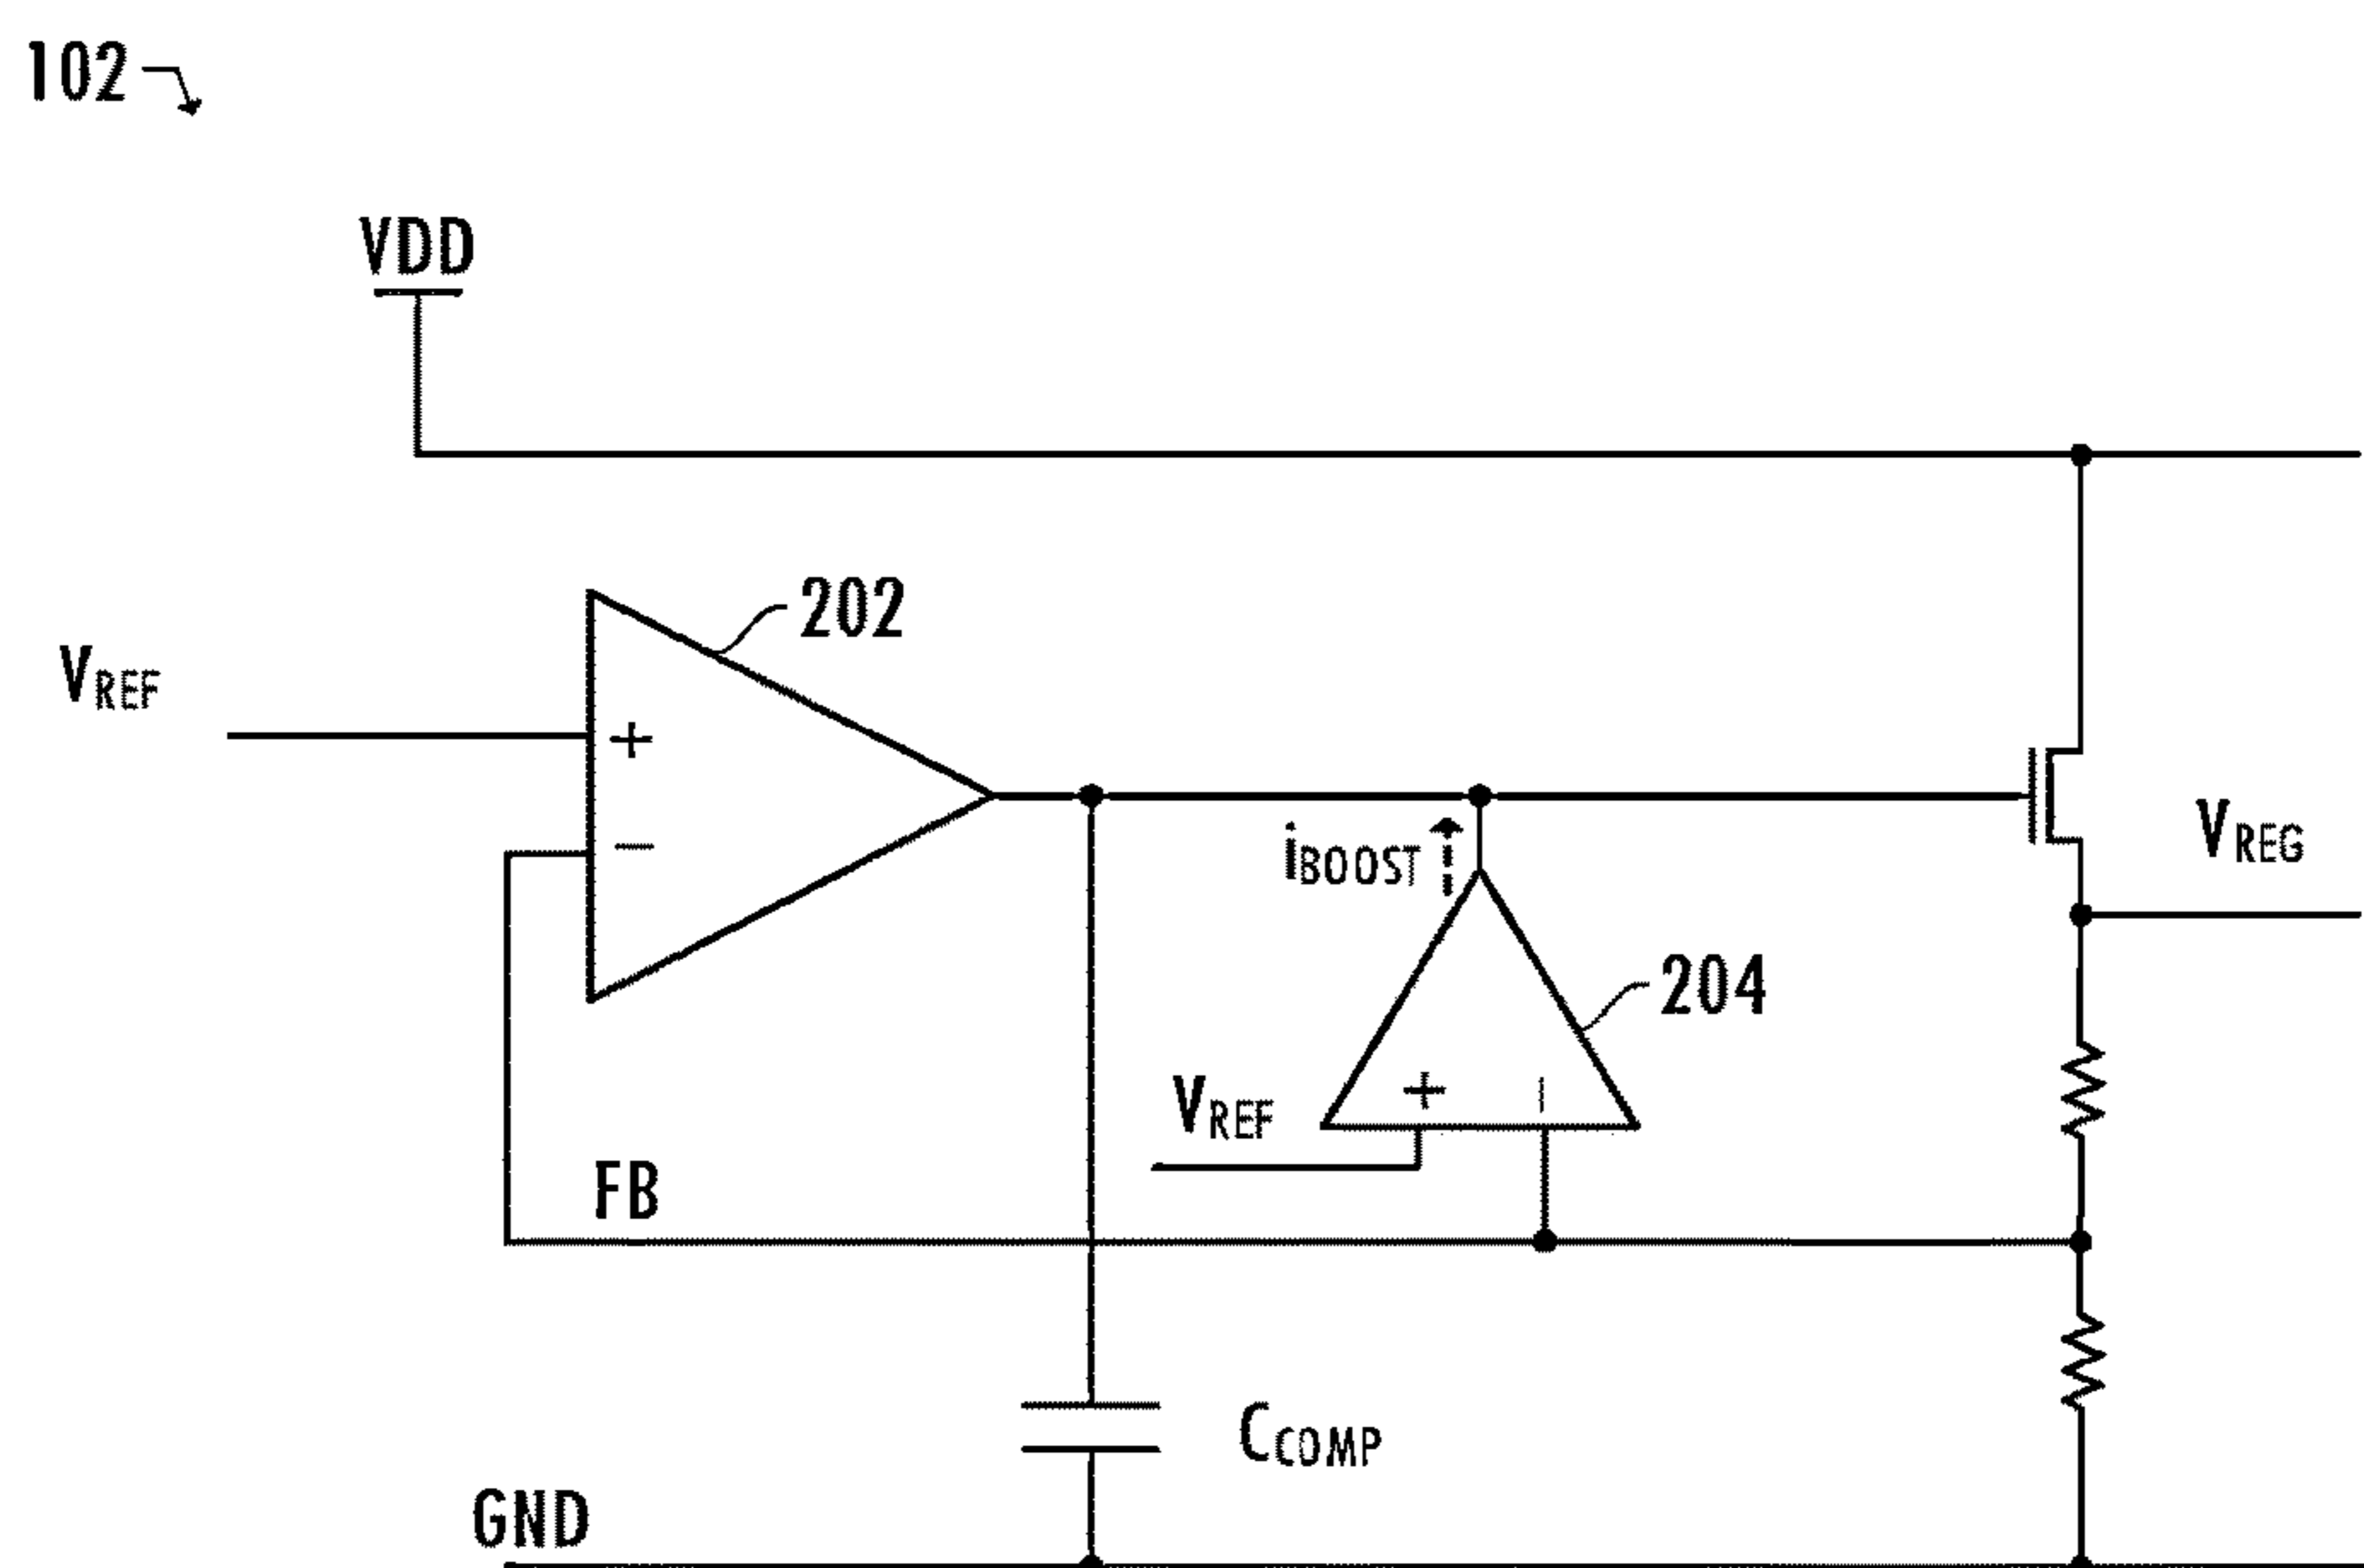 102
VDD
202
VREF
+
−
VREG
iBOOST
204
+ −
VREF
FB
CCOMP
GND